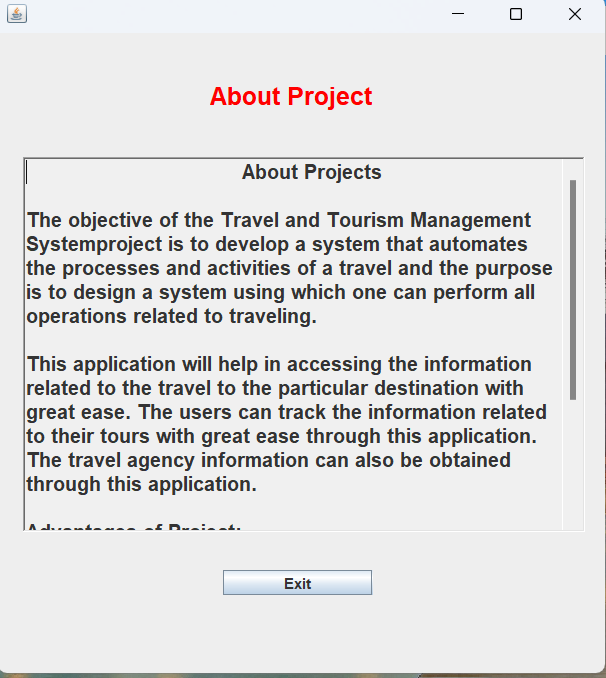 About Project
About Projects
The objective of the Travel and Tourism Management
Systemproject is to develop a system that automates
the processes and activities of a travel and the purpose
is to design a system using which one can perform all
operations related to traveling.
This application will help in accessing the information
related to the travel to the particular destination with
great ease. The users can track the information related
to their tours with great ease through this application.
The travel agency information can also be obtained
through this application.
Advantages of Project:
Exit